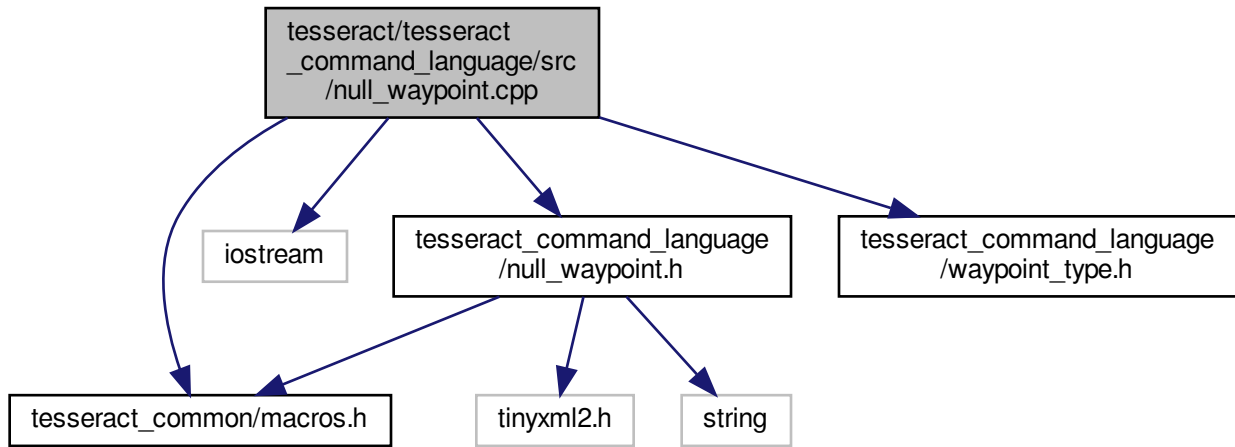 tesseract/tesseract
_command_language/src
/null_waypoint.cpp
iostream
tesseract_command_language
/null_waypoint.h
tesseract_command_language
/waypoint_type.h
tesseract_common/macros.h
tinyxml2.h
string